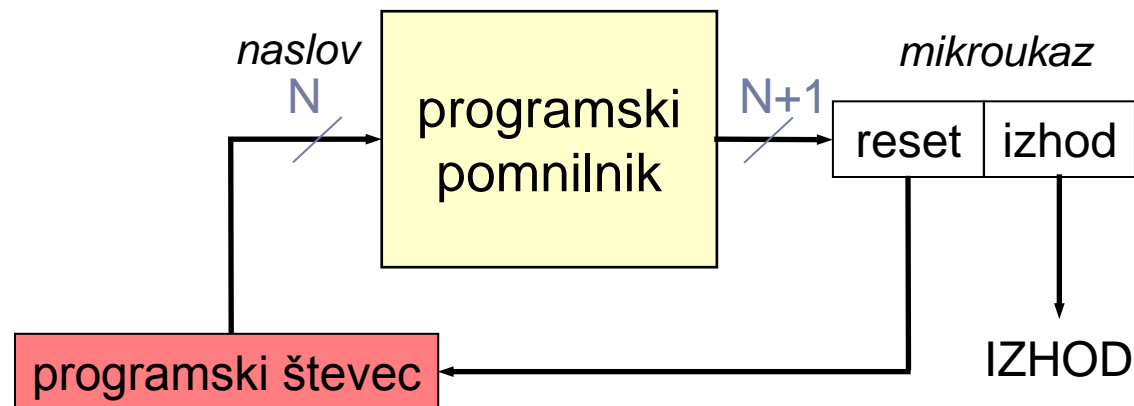 naslov
mikroukaz
N
N+1
programski
pomnilnik
reset
izhod
IZHOD
programski števec